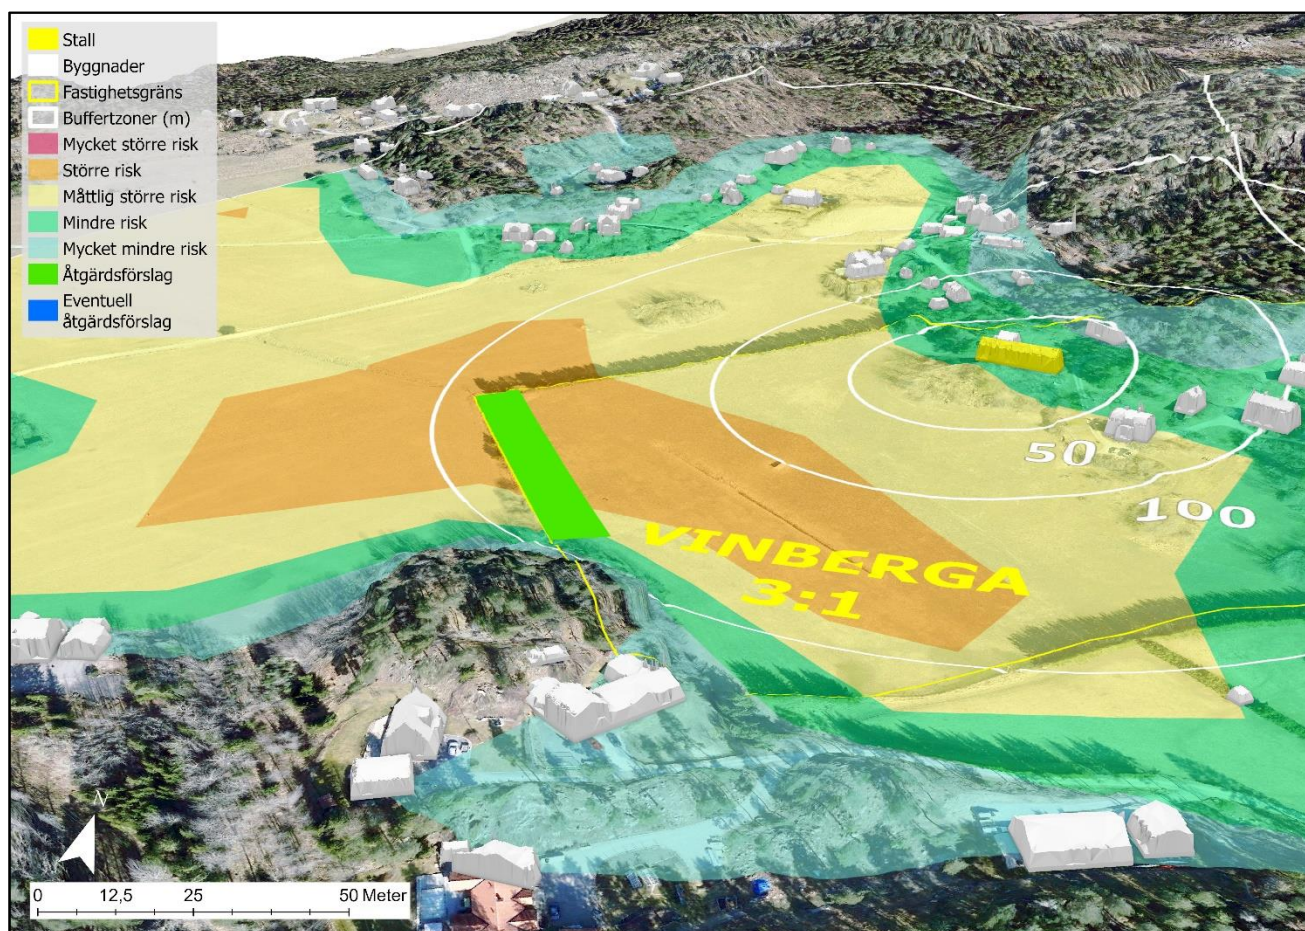 Stall
Byggnader
Fastighetsgräns
Buffertzoner (m)
Mycket större risk
Större risk
Måttlig större risk
Mindre risk
Mycket mindre risk
Åtgärdsförslag
Eventuell
åtgärdsförslag
50
100
VINBERGA
3:1
N
0 12,5 25 50 Meter